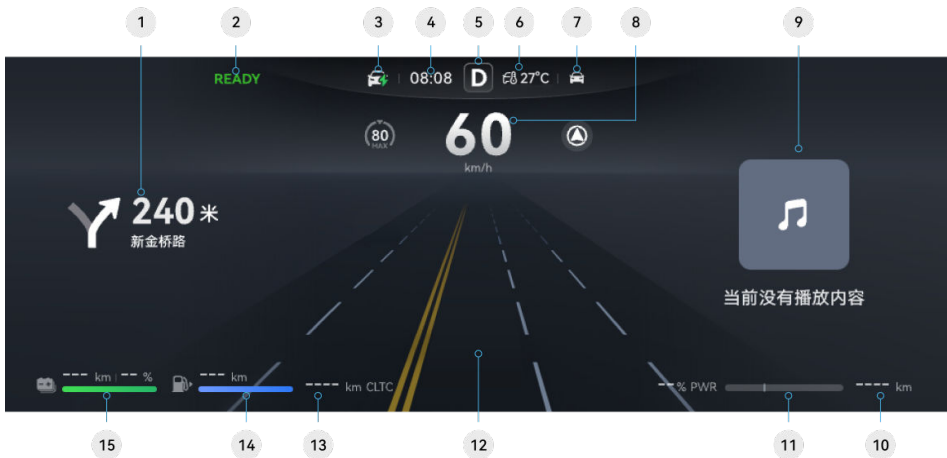 1 2 3 4 5 6 7 8 9
READY 08:08 D 27°C
80 MAX
60
km/h
240米
新金桥路
当前没有播放内容
--- km | -- % --- km ---- km CLTC --% PWR ---- km
15 14 13 12 11 10